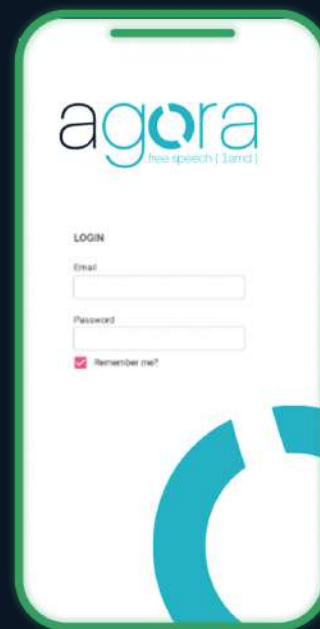 agora
free speech [ 1amd ]
LOGIN
Email
Password
Remember me?